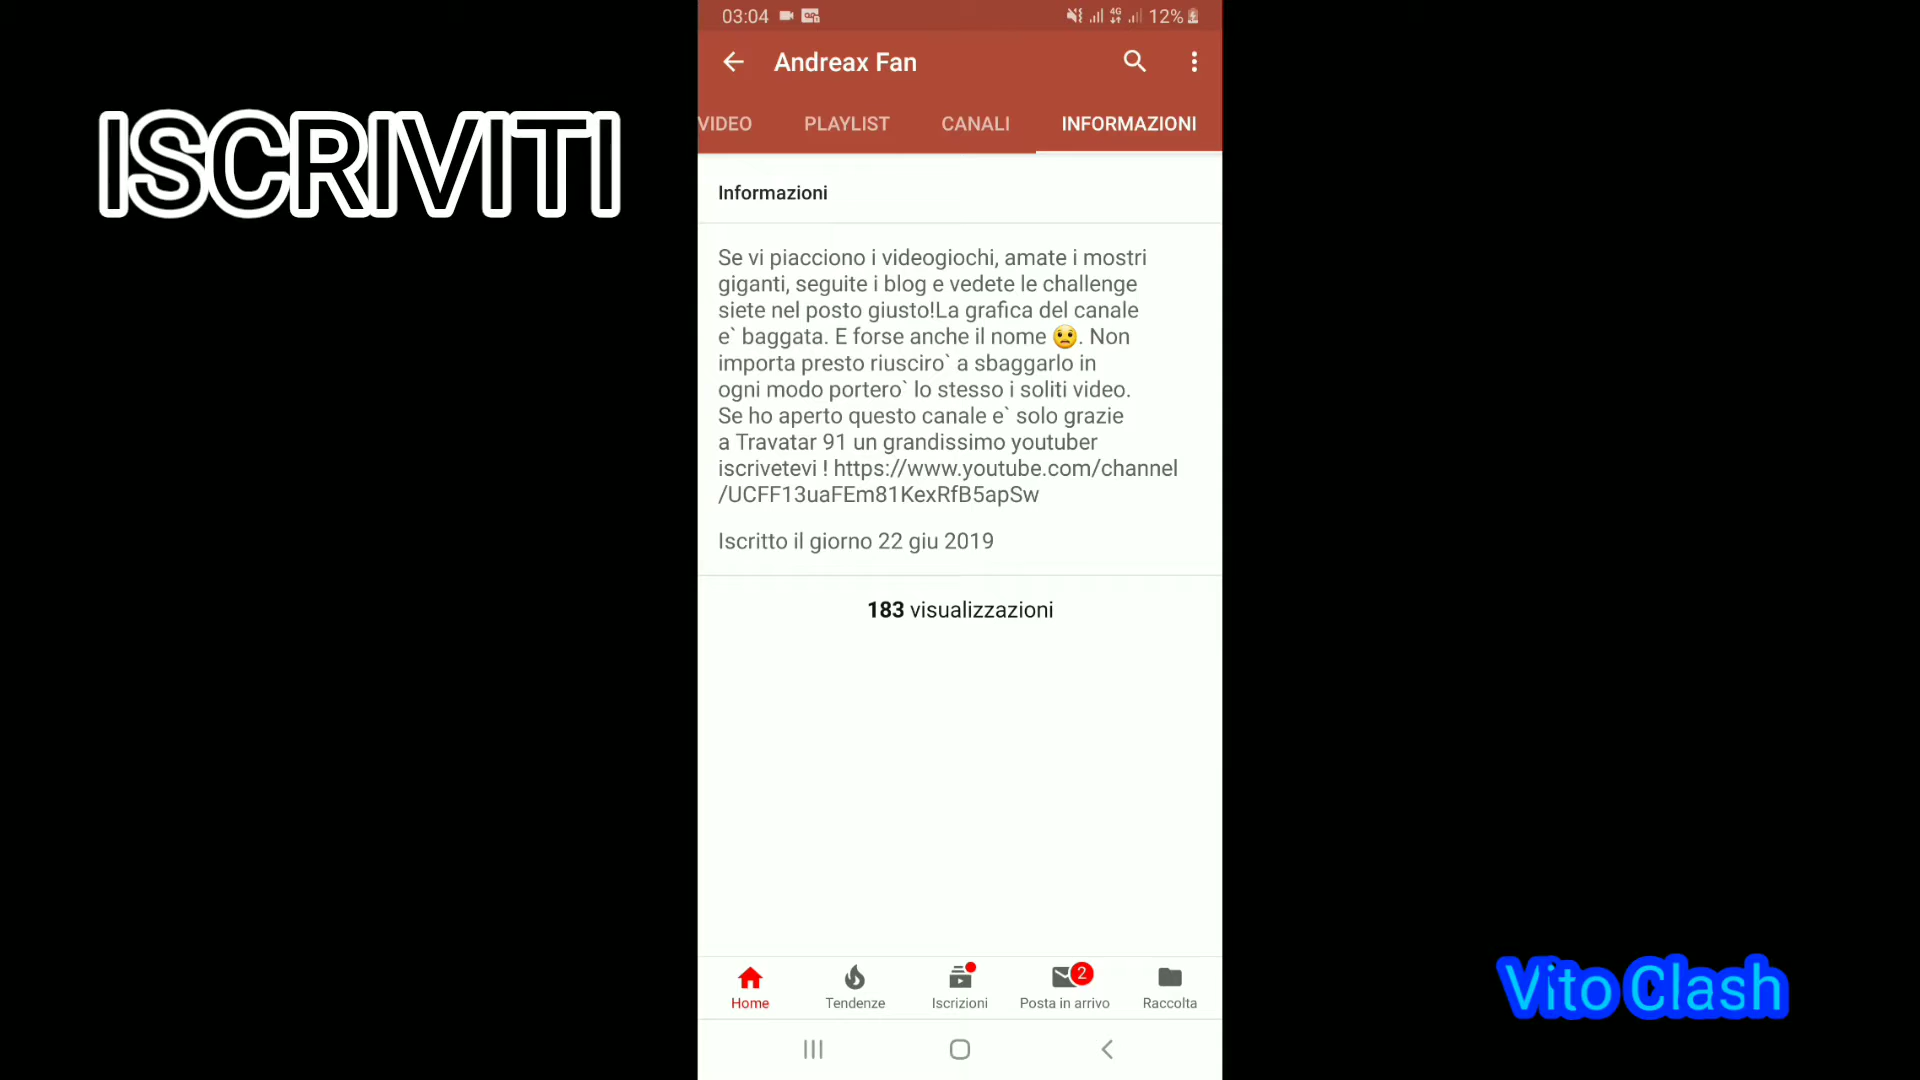 03:04 4G 12%
Andreax Fan
VIDEO PLAYLIST CANALI INFORMAZIONI
ISCRIVITI
Informazioni
Se vi piacciono i videogiochi, amate i mostri
giganti, seguite i blog e vedete le challenge
siete nel posto giusto!La grafica del canale
e` baggata. E forse anche il nome 😟. Non
importa presto riusciro` a sbaggarlo in
ogni modo portero` lo stesso i soliti video.
Se ho aperto questo canale e` solo grazie
a Travatar 91 un grandissimo youtuber
iscrivetevi ! https://www.youtube.com/channel
/UCFF13uaFEm81KexRfB5apSw
Iscritto il giorno 22 giu 2019
183 visualizzazioni
2
Home Tendenze Iscrizioni Posta in arrivo Raccolta
Vito Clash